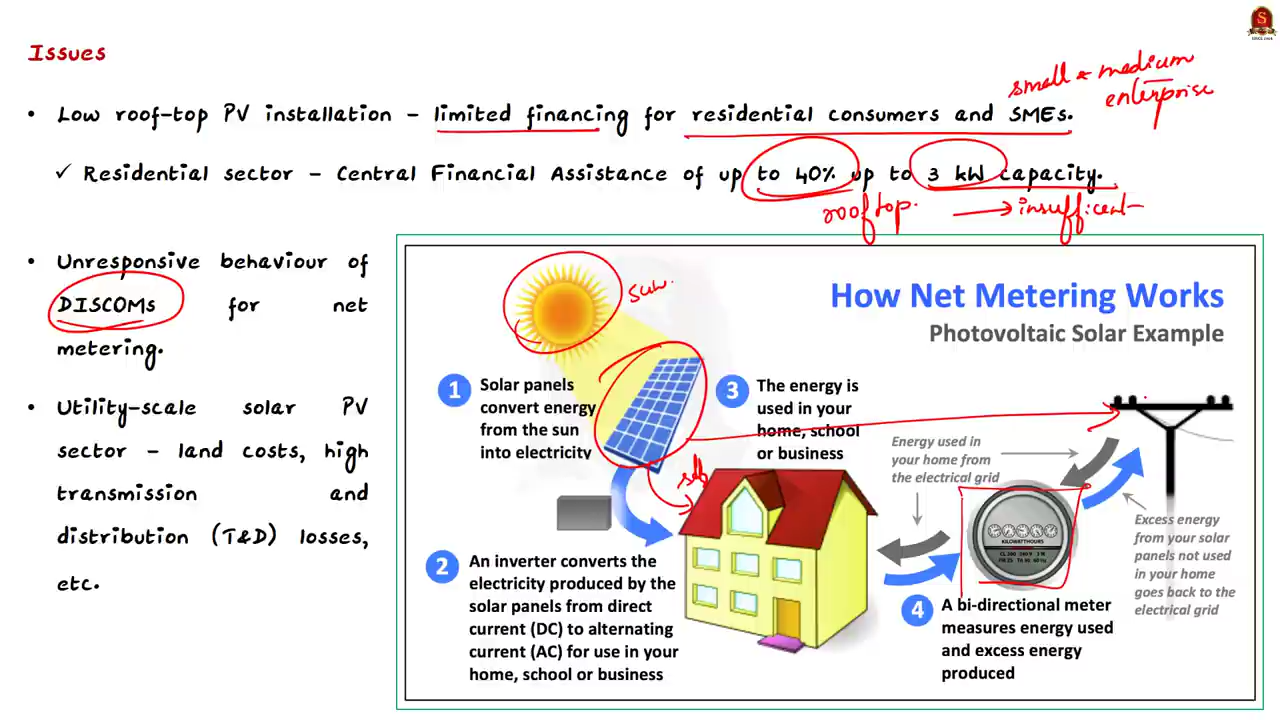 Issues
small & medium
enterprise
• Low roof-top PV installation - limited financing for residential consumers and SMEs.
✓ Residential sector - Central Financial Assistance of up to 40% up to 3 kW capacity.
rooftop. → insufficent
• Unresponsive behaviour of
DISCOMs for net
metering.
• Utility-scale solar PV
sector - land costs, high
transmission and
distribution (T&D) losses,
etc.
How Net Metering Works
Photovoltaic Solar Example
sun.
1 Solar panels
convert energy
from the sun
into electricity
3 The energy is
used in your
home, school
or business
self
Energy used in
your home from
the electrical grid
KILOWATTHOURS
Excess energy
from your solar
panels not used
in your home
goes back to the
electrical grid
2 An inverter converts the
electricity produced by the
solar panels from direct
current (DC) to alternating
current (AC) for use in your
home, school or business
4 A bi-directional meter
measures energy used
and excess energy
produced